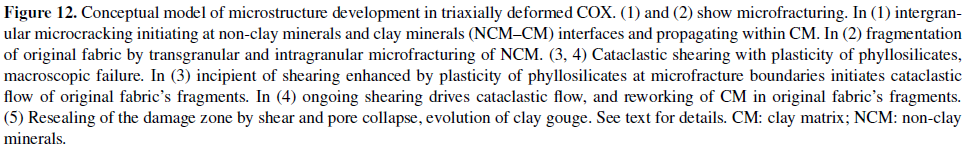 Figure 12. Conceptual model of microstructure development in triaxially deformed COX. (1) and (2) show microfracturing. In (1) intergran-
ular microcracking initiating at non-clay minerals and clay minerals (NCM–CM) interfaces and propagating within CM. In (2) fragmentation
of original fabric by transgranular and intragranular microfracturing of NCM. (3, 4) Cataclastic shearing with plasticity of phyllosilicates,
macroscopic failure. In (3) incipient of shearing enhanced by plasticity of phyllosilicates at microfracture boundaries initiates cataclastic
flow of original fabric's fragments. In (4) ongoing shearing drives cataclastic flow, and reworking of CM in original fabric's fragments.
(5) Resealing of the damage zone by shear and pore collapse, evolution of clay gouge. See text for details. CM: clay matrix; NCM: non-clay
minerals.